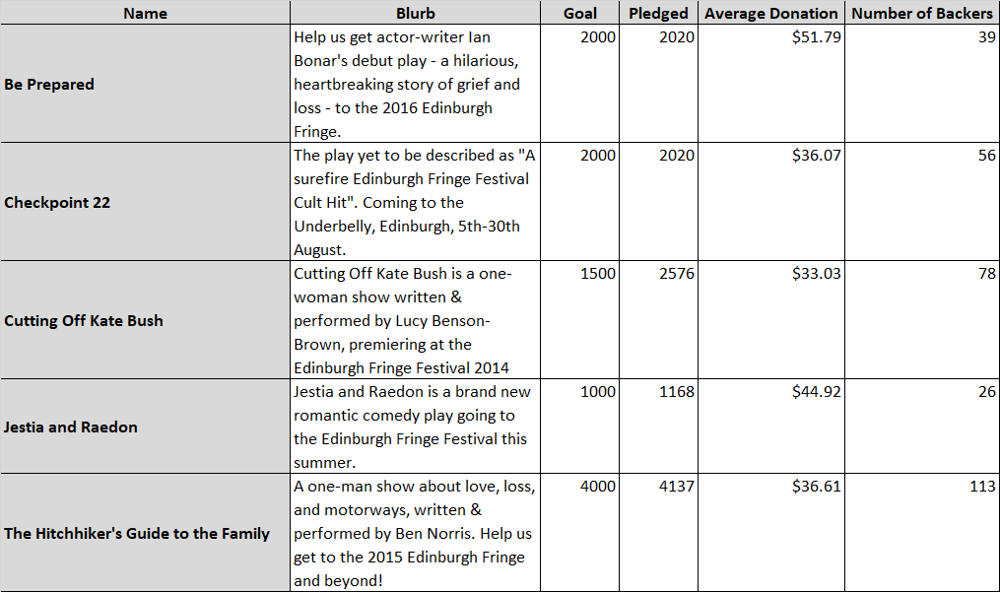 Name Blurb Goal Pledged Average Donation Number of Backers
Be Prepared
Help us get actor-writer Ian
Bonar's debut play - a hilarious,
heartbreaking story of grief and
loss - to the 2016 Edinburgh
Fringe.
2000 2020 $51.79 39
Checkpoint 22
The play yet to be described as "A
surefire Edinburgh Fringe Festival
Cult Hit". Coming to the
Underbelly, Edinburgh, 5th-30th
August.
2000 2020 $36.07 56
Cutting Off Kate Bush
Cutting Off Kate Bush is a one-
woman show written &
performed by Lucy Benson-
Brown, premiering at the
Edinburgh Fringe Festival 2014
1500 2576 $33.03 78
Jestia and Raedon
Jestia and Raedon is a brand new
romantic comedy play going to
the Edinburgh Fringe Festival this
summer.
1000 1168 $44.92 26
The Hitchhiker's Guide to the Family
A one-man show about love, loss,
and motorways, written &
performed by Ben Norris. Help us
get to the 2015 Edinburgh Fringe
and beyond!
4000 4137 $36.61 113